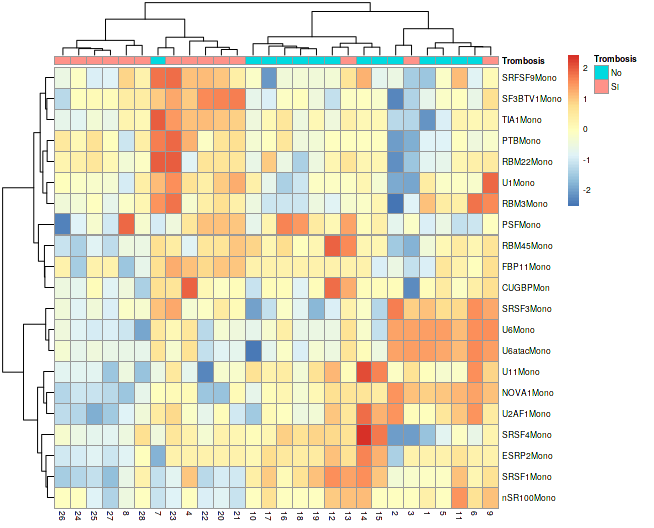 Trombosis
SRFSF9Mono
SF3BTV1Mono
TIA1Mono
PTBMono
RBM22Mono
U1Mono
RBM3Mono
PSFMono
RBM45Mono
FBP11Mono
CUGBPMon
SRSF3Mono
U6Mono
U6atacMono
U11Mono
NOVA1Mono
U2AF1Mono
SRSF4Mono
ESRP2Mono
SRSF1Mono
nSR100Mono
26 24 25 27 8 28 7 23 4 22 20 21 10 17 16 18 19 12 13 14 15 2 3 1 5 11 6 9
2
0
-1
-2
Trombosis
No
SI